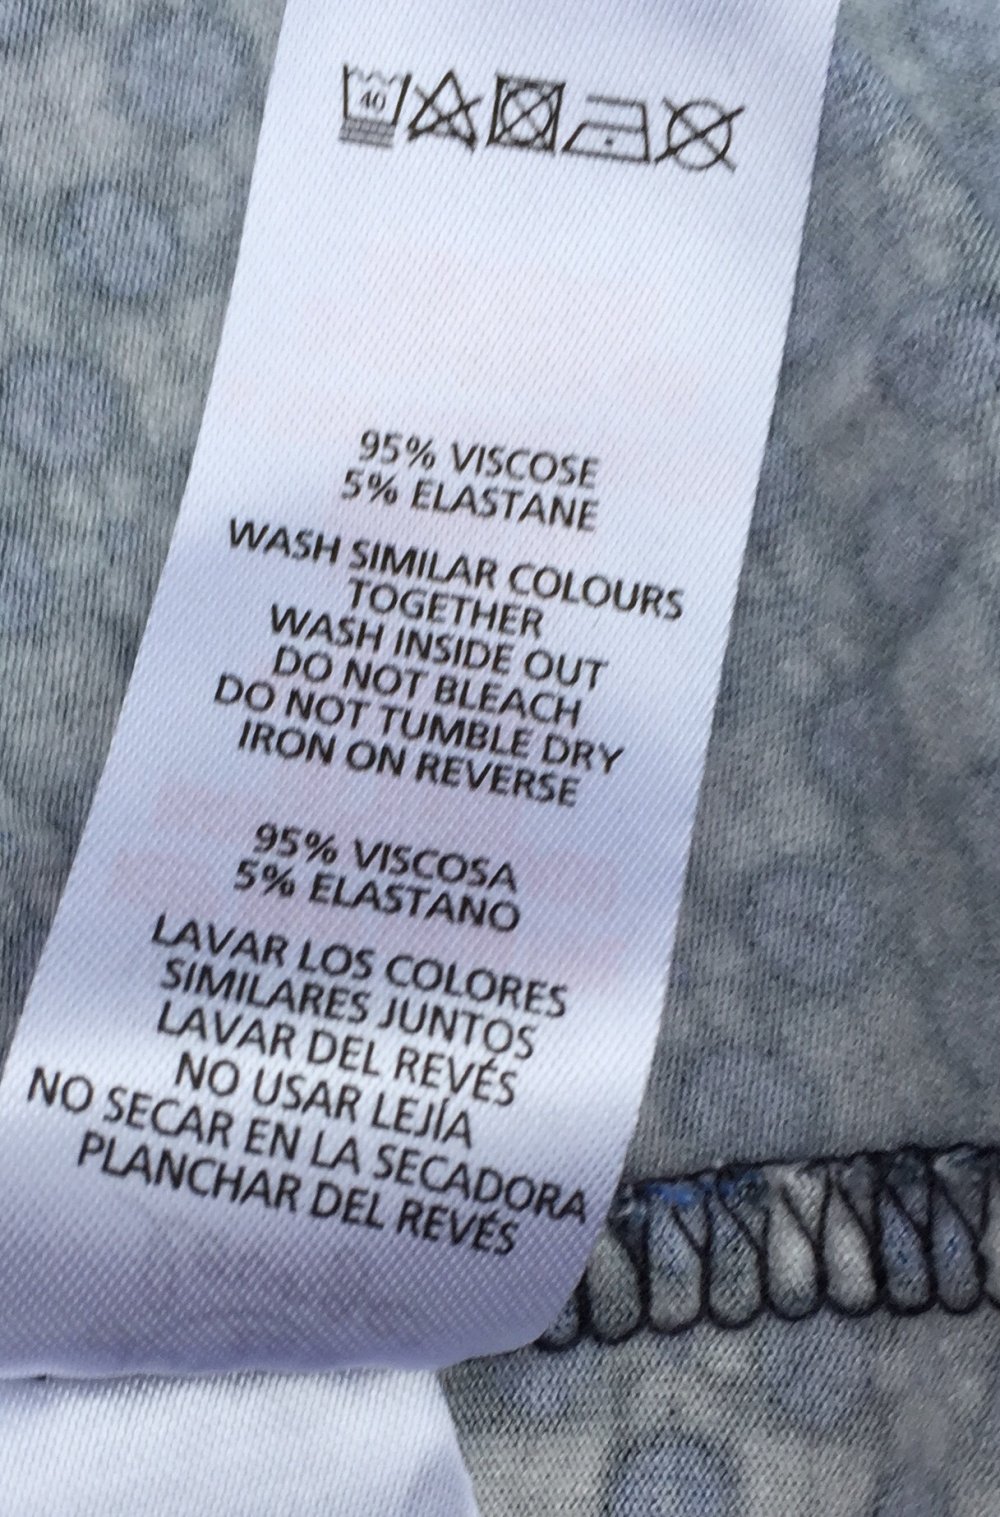 40
95% VISCOSE
5% ELASTANE
WASH SIMILAR COLOURS
TOGETHER
WASH INSIDE OUT
DO NOT BLEACH
DO NOT TUMBLE DRY
IRON ON REVERSE
95% VISCOSA
5% ELASTANO
LAVAR LOS COLORES
SIMILARES JUNTOS
LAVAR DEL REVÉS
NO USAR LEJÍA
NO SECAR EN LA SECADORA
PLANCHAR DEL REVÉS